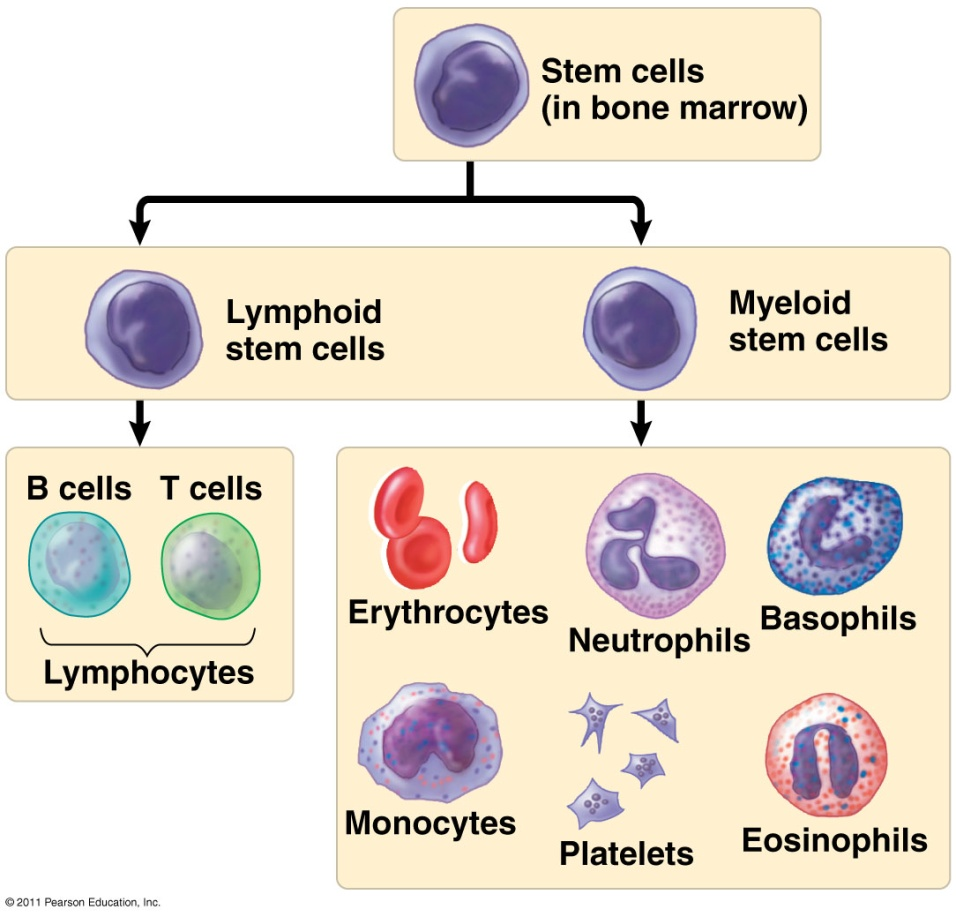 Stem cells
(in bone marrow)
Lymphoid
stem cells
Myeloid
stem cells
B cells
T cells
Lymphocytes
Erythrocytes
Neutrophils
Basophils
Monocytes
Platelets
Eosinophils
© 2011 Pearson Education, Inc.